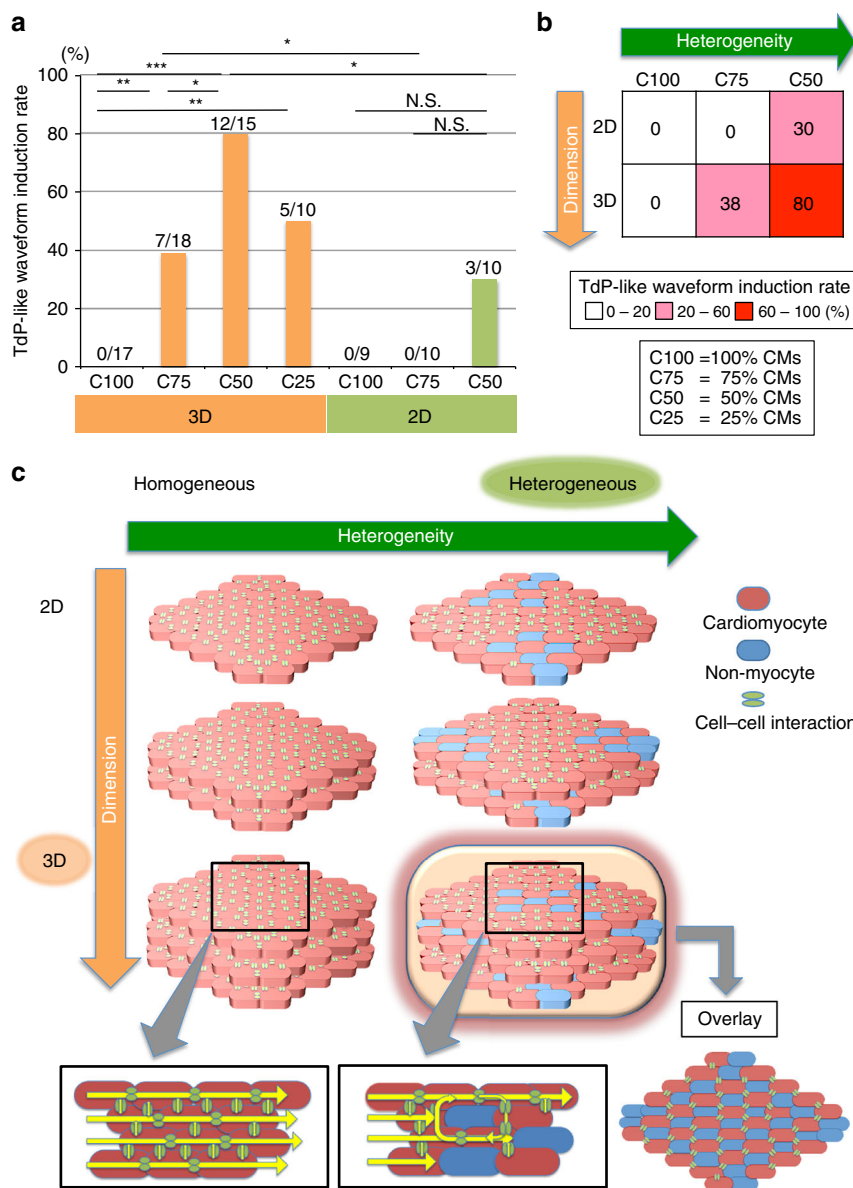 a
(%)
TdP-like waveform induction rate
100
80
60
40
20
0
*
***
*
**
*
**
N.S.
N.S.
12/15
7/18
5/10
3/10
0/17
0/9
0/10
C100 C75 C50 C25 C100 C75 C50
3D 2D
b
Heterogeneity
C100 C75 C50
Dimension
2D 0 0 30
3D 0 38 80
TdP-like waveform induction rate
0 – 20 20 – 60 60 – 100 (%)
C100 =100% CMs
C75 = 75% CMs
C50 = 50% CMs
C25 = 25% CMs
c
Homogeneous Heterogeneous
Heterogeneity
2D
Dimension
3D
Cardiomyocyte
Non-myocyte
Cell–cell interaction
Overlay